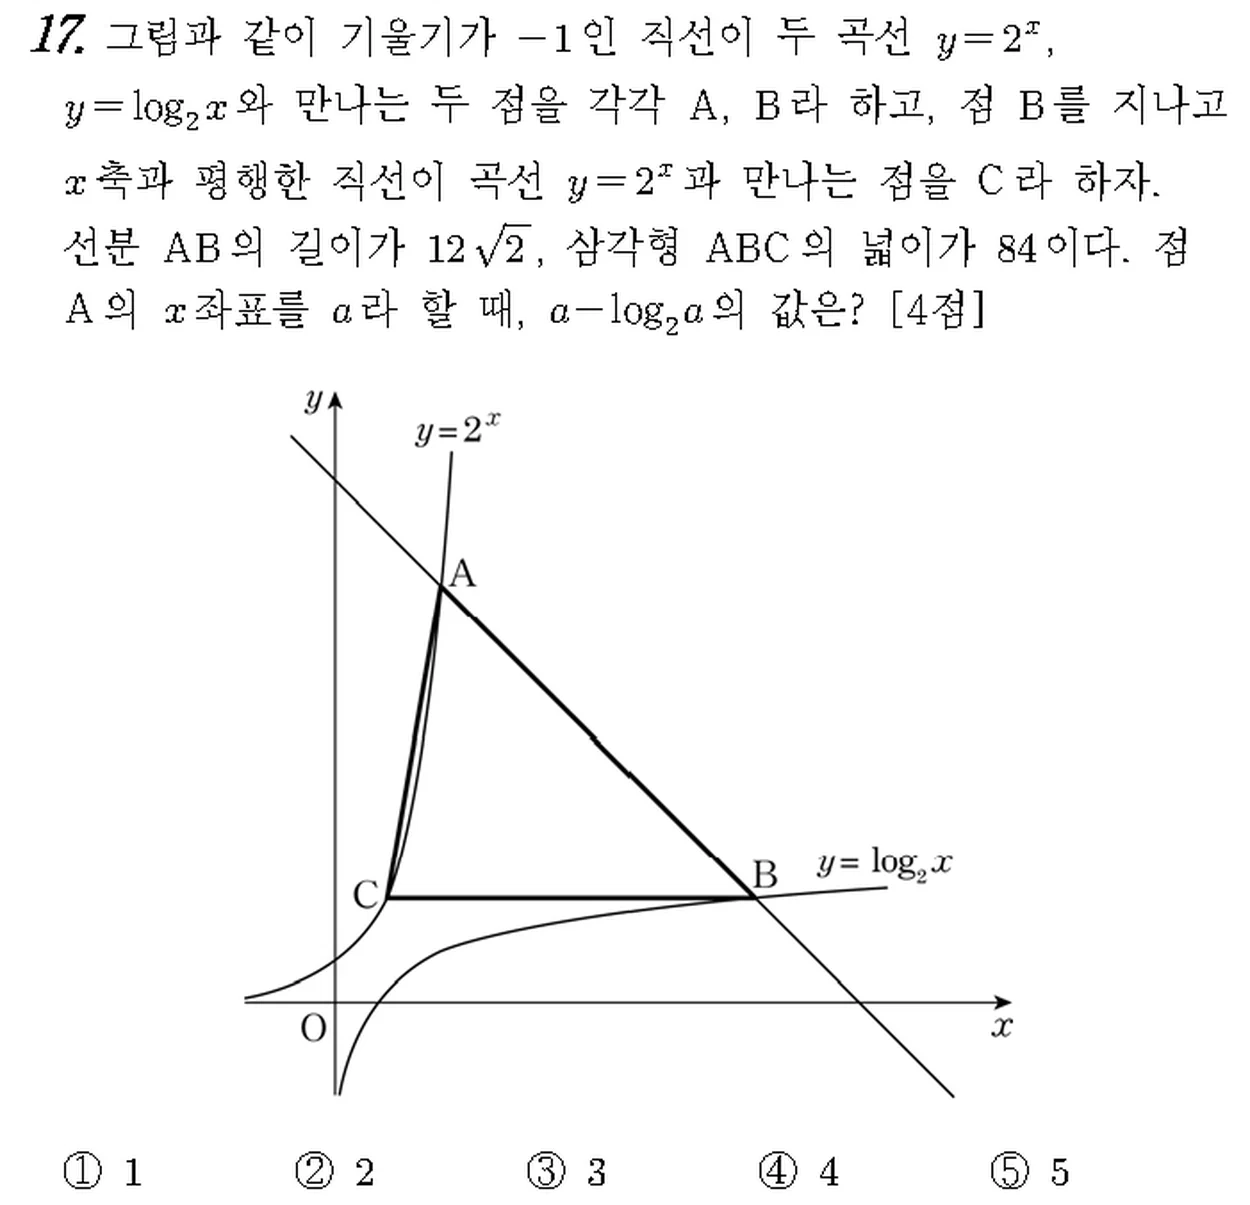 17. 그림과 같이 기울기가 −1인 직선이 두 곡선 y=2ˣ,
y=log₂x와 만나는 두 점을 각각 A, B라 하고, 점 B를 지나고
x축과 평행한 직선이 곡선 y=2ˣ과 만나는 점을 C라 하자.
선분 AB의 길이가 12√2, 삼각형 ABC의 넓이가 84이다. 점
A의 x좌표를 a라 할 때, a−log₂a의 값은? [4점]
y
y=2ˣ
A
B
y=log₂x
C
O
x
① 1 ② 2 ③ 3 ④ 4 ⑤ 5